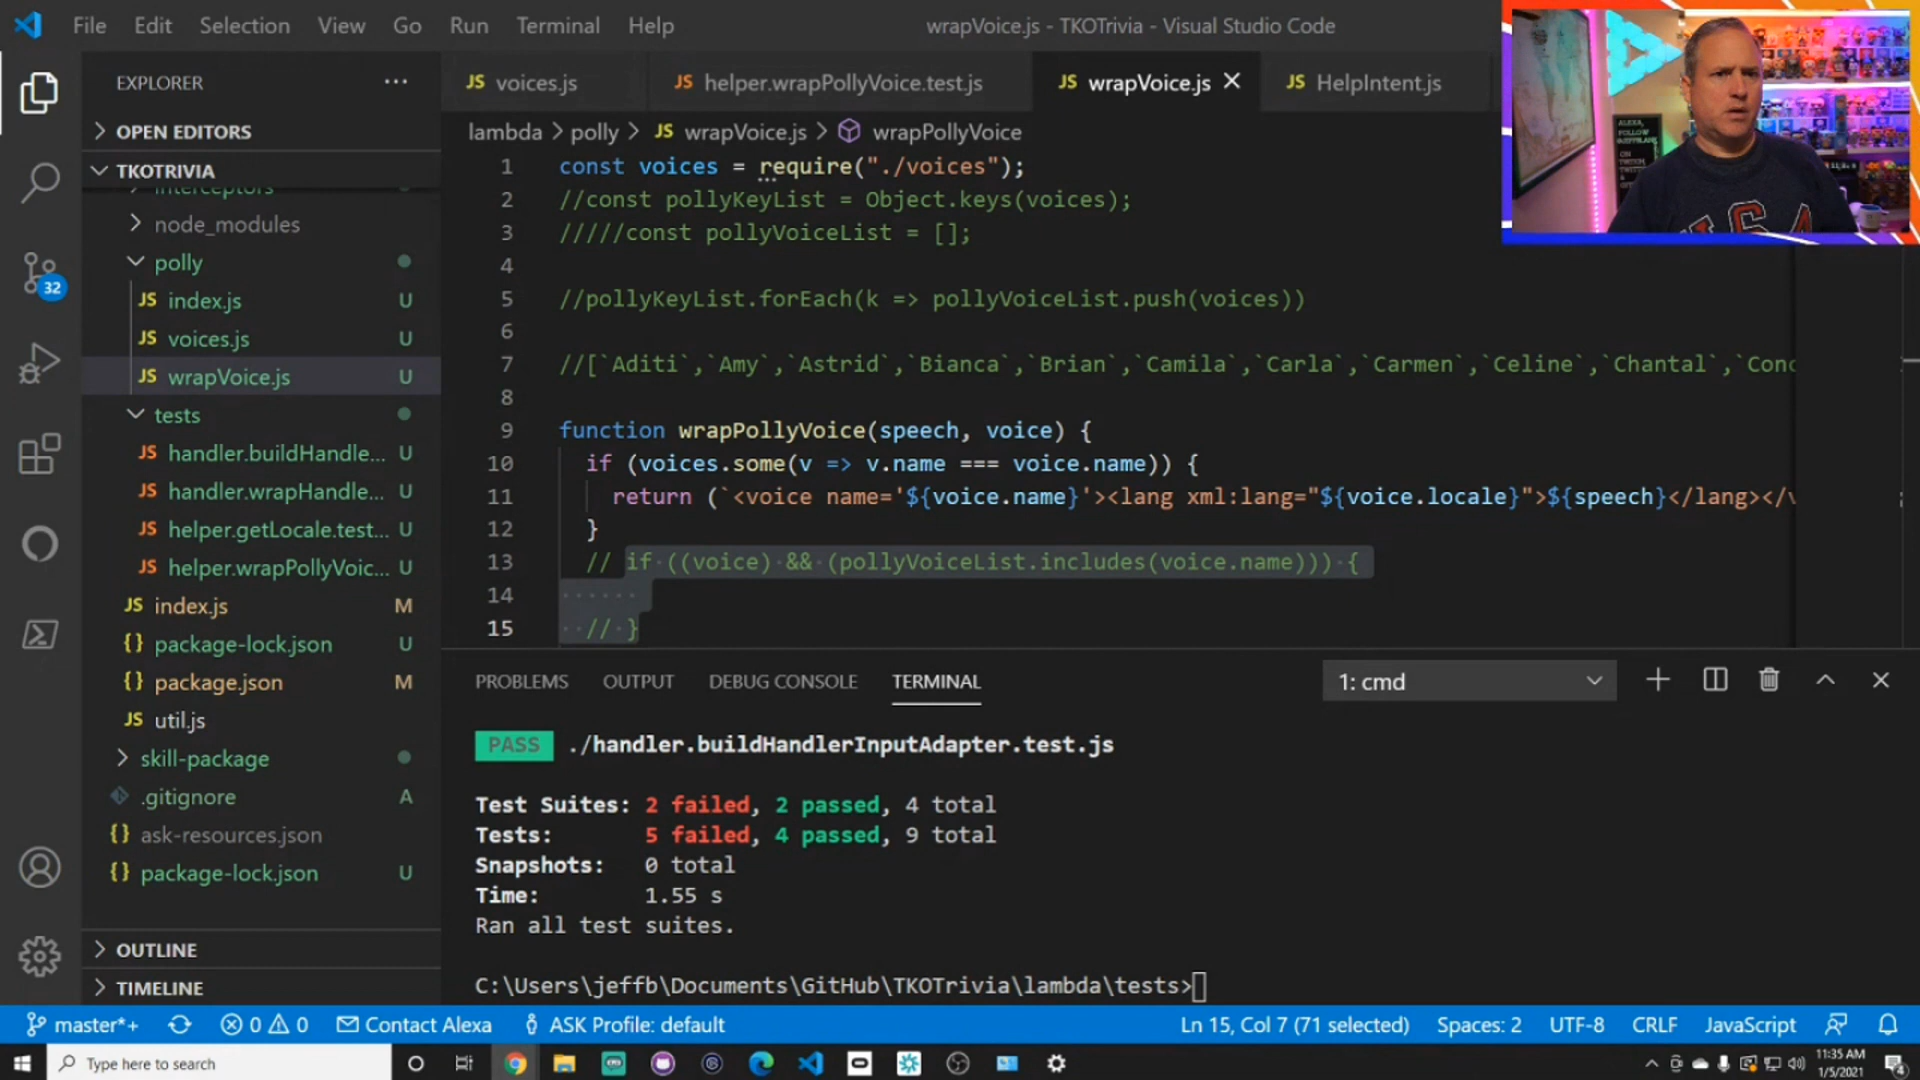 File Edit Selection View Go Run Terminal Help
wrapVoice.js - TKOTrivia - Visual Studio Code
EXPLORER
OPEN EDITORS
TKOTRIVIA
interceptors
node_modules
polly
JS index.js U
JS voices.js U
JS wrapVoice.js U
tests
JS handler.buildHandle... U
JS handler.wrapHandle... U
JS helper.getLocale.test... U
JS helper.wrapPollyVoic... U
JS index.js M
{} package-lock.json U
{} package.json M
JS util.js
skill-package
.gitignore A
{} ask-resources.json
{} package-lock.json U
OUTLINE
TIMELINE
32
JS voices.js
JS helper.wrapPollyVoice.test.js
JS wrapVoice.js
JS HelpIntent.js
lambda > polly > JS wrapVoice.js > wrapPollyVoice
1 const voices = require("./voices");
2 //const pollyKeyList = Object.keys(voices);
3 /////const pollyVoiceList = [];
4
5 //pollyKeyList.forEach(k => pollyVoiceList.push(voices))
6
7 //[`Aditi`,`Amy`,`Astrid`,`Bianca`,`Brian`,`Camila`,`Carla`,`Carmen`,`Celine`,`Chantal`,`Conc
8
9 function wrapPollyVoice(speech, voice) {
10 if (voices.some(v => v.name === voice.name)) {
11 return (`<voice name='${voice.name}'><lang xml:lang="${voice.locale}">${speech}</lang></v
12 }
13 // if ((voice) && (pollyVoiceList.includes(voice.name))) {
14
15 // }
ALEXA,
FOLLOW
ON
TWITCH
PROBLEMS OUTPUT DEBUG CONSOLE TERMINAL
1: cmd
PASS ./handler.buildHandlerInputAdapter.test.js
Test Suites: 2 failed, 2 passed, 4 total
Tests: 5 failed, 4 passed, 9 total
Snapshots: 0 total
Time: 1.55 s
Ran all test suites.
C:\Users\jeffb\Documents\GitHub\TKOTrivia\lambda\tests>
master*+ 0 0 Contact Alexa ASK Profile: default
Ln 15, Col 7 (71 selected) Spaces: 2 UTF-8 CRLF JavaScript
Type here to search
11:35 AM
1/5/2021
4